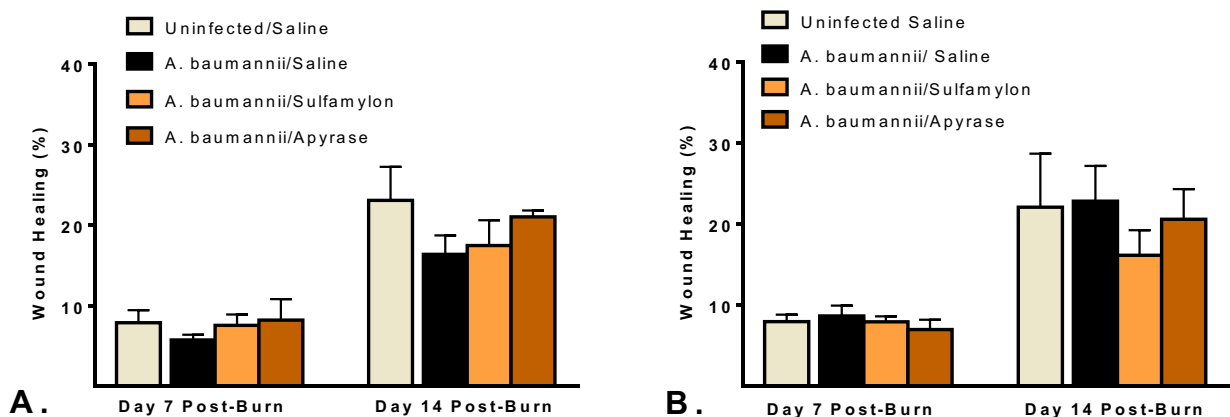 Uninfected/Saline
A. baumannii/Saline
A. baumannii/Sulfamylon
A. baumannii/Apyrase
Wound Healing (%)
40
30
20
10
Day 7 Post-Burn
Day 14 Post-Burn
A.
Uninfected Saline
A. baumannii/ Saline
A. baumannii/Sulfamylon
A. baumannii/Apyrase
Wound Healing (%)
40
30
20
10
Day 7 Post-Burn
Day 14 Post-Burn
B.